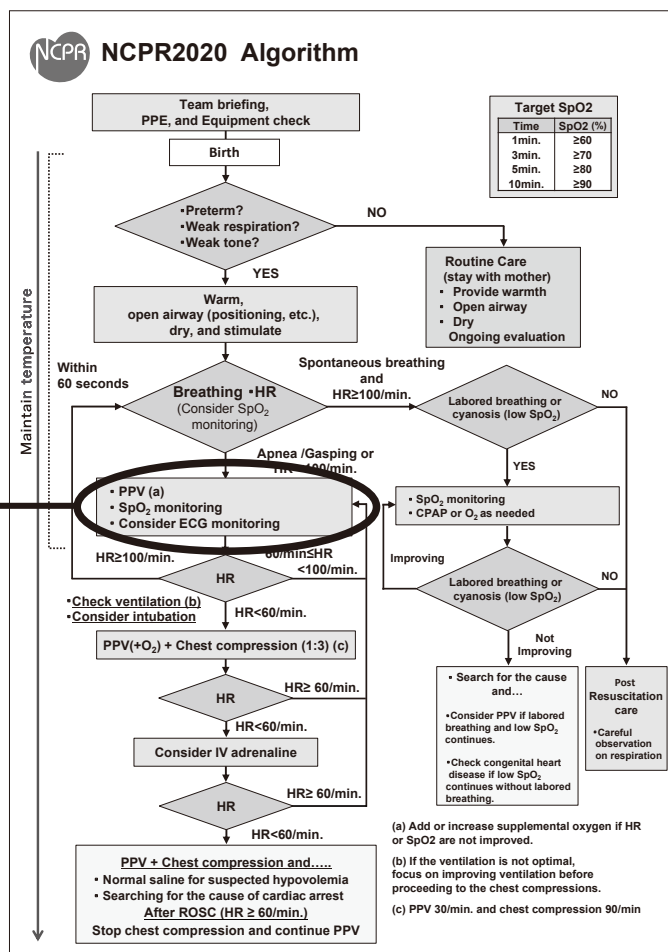 NCPR
NCPR2020 Algorithm
Team briefing,
PPE, and Equipment check
Target SpO2
Time SpO2 (%)
1min. ≥60
3min. ≥70
5min. ≥80
10min. ≥90
Birth
Maintain temperature
▪Preterm?
▪Weak respiration?
▪Weak tone?
NO
YES
Routine Care
(stay with mother)
▪ Provide warmth
▪ Open airway
▪ Dry
Ongoing evaluation
Warm,
open airway (positioning, etc.),
dry, and stimulate
Within
60 seconds
Breathing ▪HR
(Consider SpO2
monitoring)
Spontaneous breathing
and
HR≥100/min.
Labored breathing or
cyanosis (low SpO2)
NO
YES
Apnea /Gasping or
HR 100/min.
▪ PPV (a)
▪ SpO2 monitoring
▪ Consider ECG monitoring
▪ SpO2 monitoring
▪ CPAP or O2 as needed
Improving
HR≥100/min.
60/min≤HR
<100/min.
HR
Labored breathing or
cyanosis (low SpO2)
NO
▪Check ventilation (b)
▪Consider intubation
HR<60/min.
Not
Improving
PPV(+O2) + Chest compression (1:3) (c)
HR
HR≥ 60/min.
HR<60/min.
▪ Search for the cause
and…
▪Consider PPV if labored
breathing and low SpO2
continues.
▪Check congenital heart
disease if low SpO2
continues without labored
breathing.
Post
Resuscitation
care
▪Careful
observation
on respiration
Consider IV adrenaline
HR
HR≥ 60/min.
HR<60/min.
PPV + Chest compression and…..
▪ Normal saline for suspected hypovolemia
▪ Searching for the cause of cardiac arrest
After ROSC (HR ≥ 60/min.)
Stop chest compression and continue PPV
(a) Add or increase supplemental oxygen if HR
or SpO2 are not improved.
(b) If the ventilation is not optimal,
focus on improving ventilation before
proceeding to the chest compressions.
(c) PPV 30/min. and chest compression 90/min